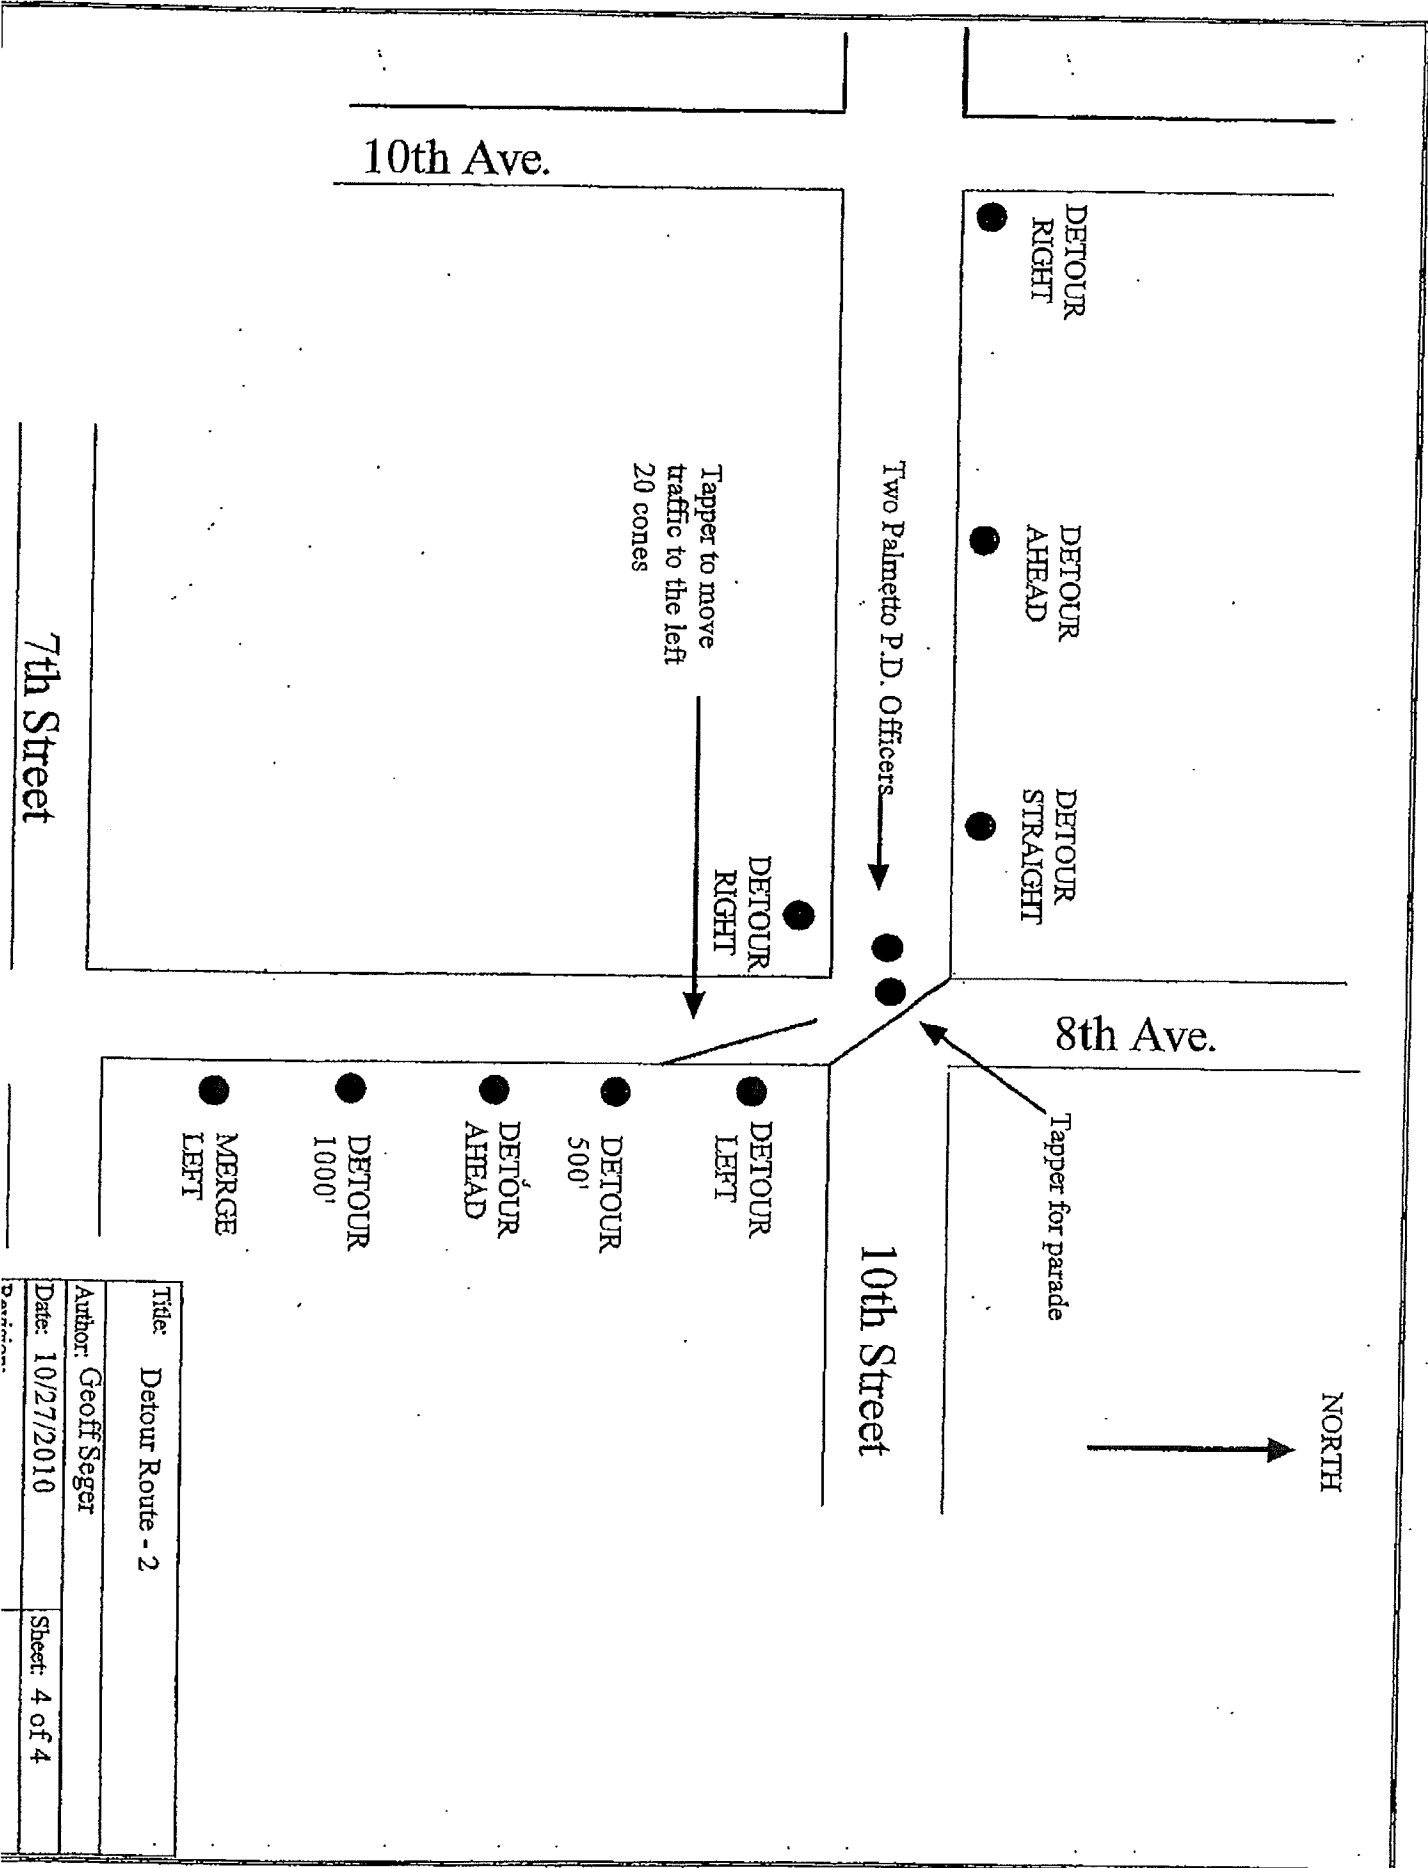 NORTH
10th Ave.
DETOUR
RIGHT
DETOUR
AHEAD
DETOUR
STRAIGHT
8th Ave.
Tapper for parade
Two Palmetto P.D. Officers
10th Street
Tapper to move
traffic to the left
20 cones
DETOUR
RIGHT
DETOUR
LEFT
DETOUR
500'
DETOUR
AHEAD
DETOUR
1000'
MERGE
LEFT
7th Street
Title: Detour Route - 2
Author: Geoff Seger
Date: 10/27/2010
Sheet: 4 of 4